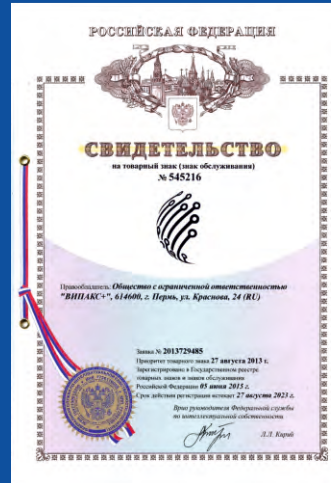 РОССИЙСКАЯ ФЕДЕРАЦИЯ
СВИДЕТЕЛЬСТВО
на товарный знак (знак обслуживания)
№ 545216
Правообладатель: Общество с ограниченной ответственностью
"ВИПАКС+", 614600, г. Пермь, ул. Краснова, 24 (RU)
Заявка № 2013729485
Приоритет товарного знака 27 августа 2013 г.
Зарегистрировано в Государственном реестре
товарных знаков и знаков обслуживания
Российской Федерации 05 июня 2015 г.
Срок действия регистрации истекает 27 августа 2023 г.
Врио руководителя Федеральной службы
по интеллектуальной собственности
Л.Л. Кирий